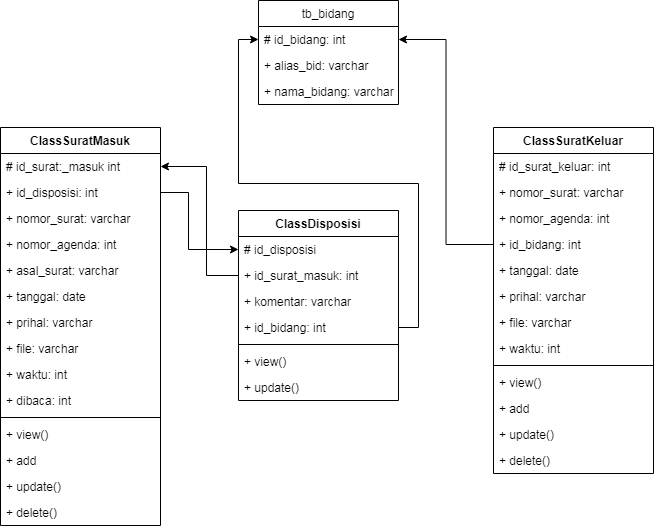 tb_bidang
# id_bidang: int
+ alias_bid: varchar
+ nama_bidang: varchar
ClassSuratMasuk
# id_surat:_masuk int
+ id_disposisi: int
+ nomor_surat: varchar
+ nomor_agenda: int
+ asal_surat: varchar
+ tanggal: date
+ prihal: varchar
+ file: varchar
+ waktu: int
+ dibaca: int
+ view()
+ add
+ update()
+ delete()
ClassDisposisi
# id_disposisi
+ id_surat_masuk: int
+ komentar: varchar
+ id_bidang: int
+ view()
+ update()
ClassSuratKeluar
# id_surat_keluar: int
+ nomor_surat: varchar
+ nomor_agenda: int
+ id_bidang: int
+ tanggal: date
+ prihal: varchar
+ file: varchar
+ waktu: int
+ view()
+ add
+ update()
+ delete()